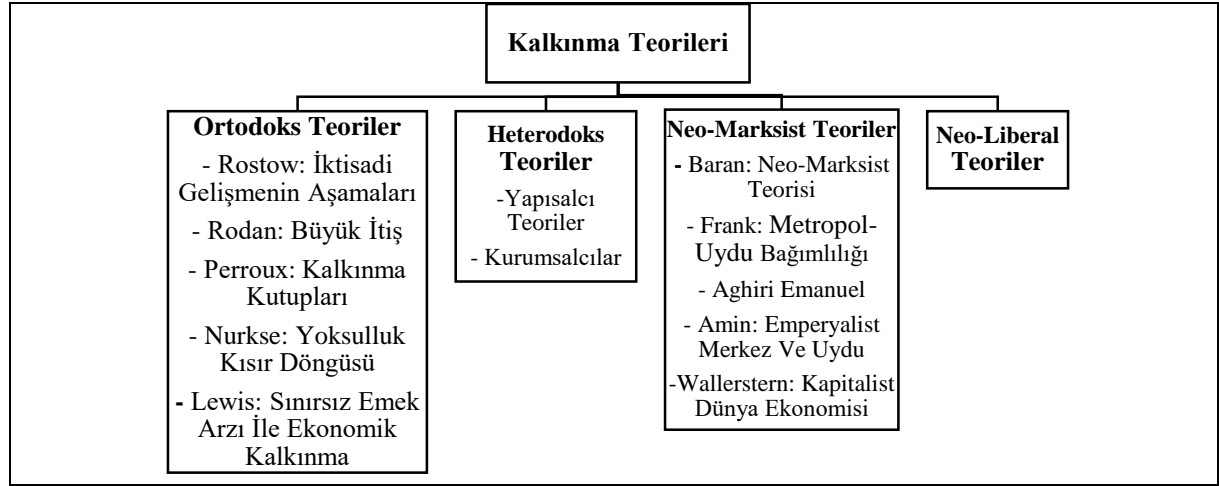 Kalkınma Teorileri
Ortodoks Teoriler
- Rostow: İktisadi
Gelişmenin Aşamaları
- Rodan: Büyük İtiş
- Perroux: Kalkınma
Kutupları
- Nurkse: Yoksulluk
Kısır Döngüsü
- Lewis: Sınırsız Emek
Arzı İle Ekonomik
Kalkınma
Heterodoks
Teoriler
-Yapısalcı
Teoriler
- Kurumsalcılar
Neo-Marksist Teoriler
- Baran: Neo-Marksist
Teorisi
- Frank: Metropol-
Uydu Bağımlılığı
- Aghiri Emanuel
- Amin: Emperyalist
Merkez Ve Uydu
-Wallerstern: Kapitalist
Dünya Ekonomisi
Neo-Liberal
Teoriler